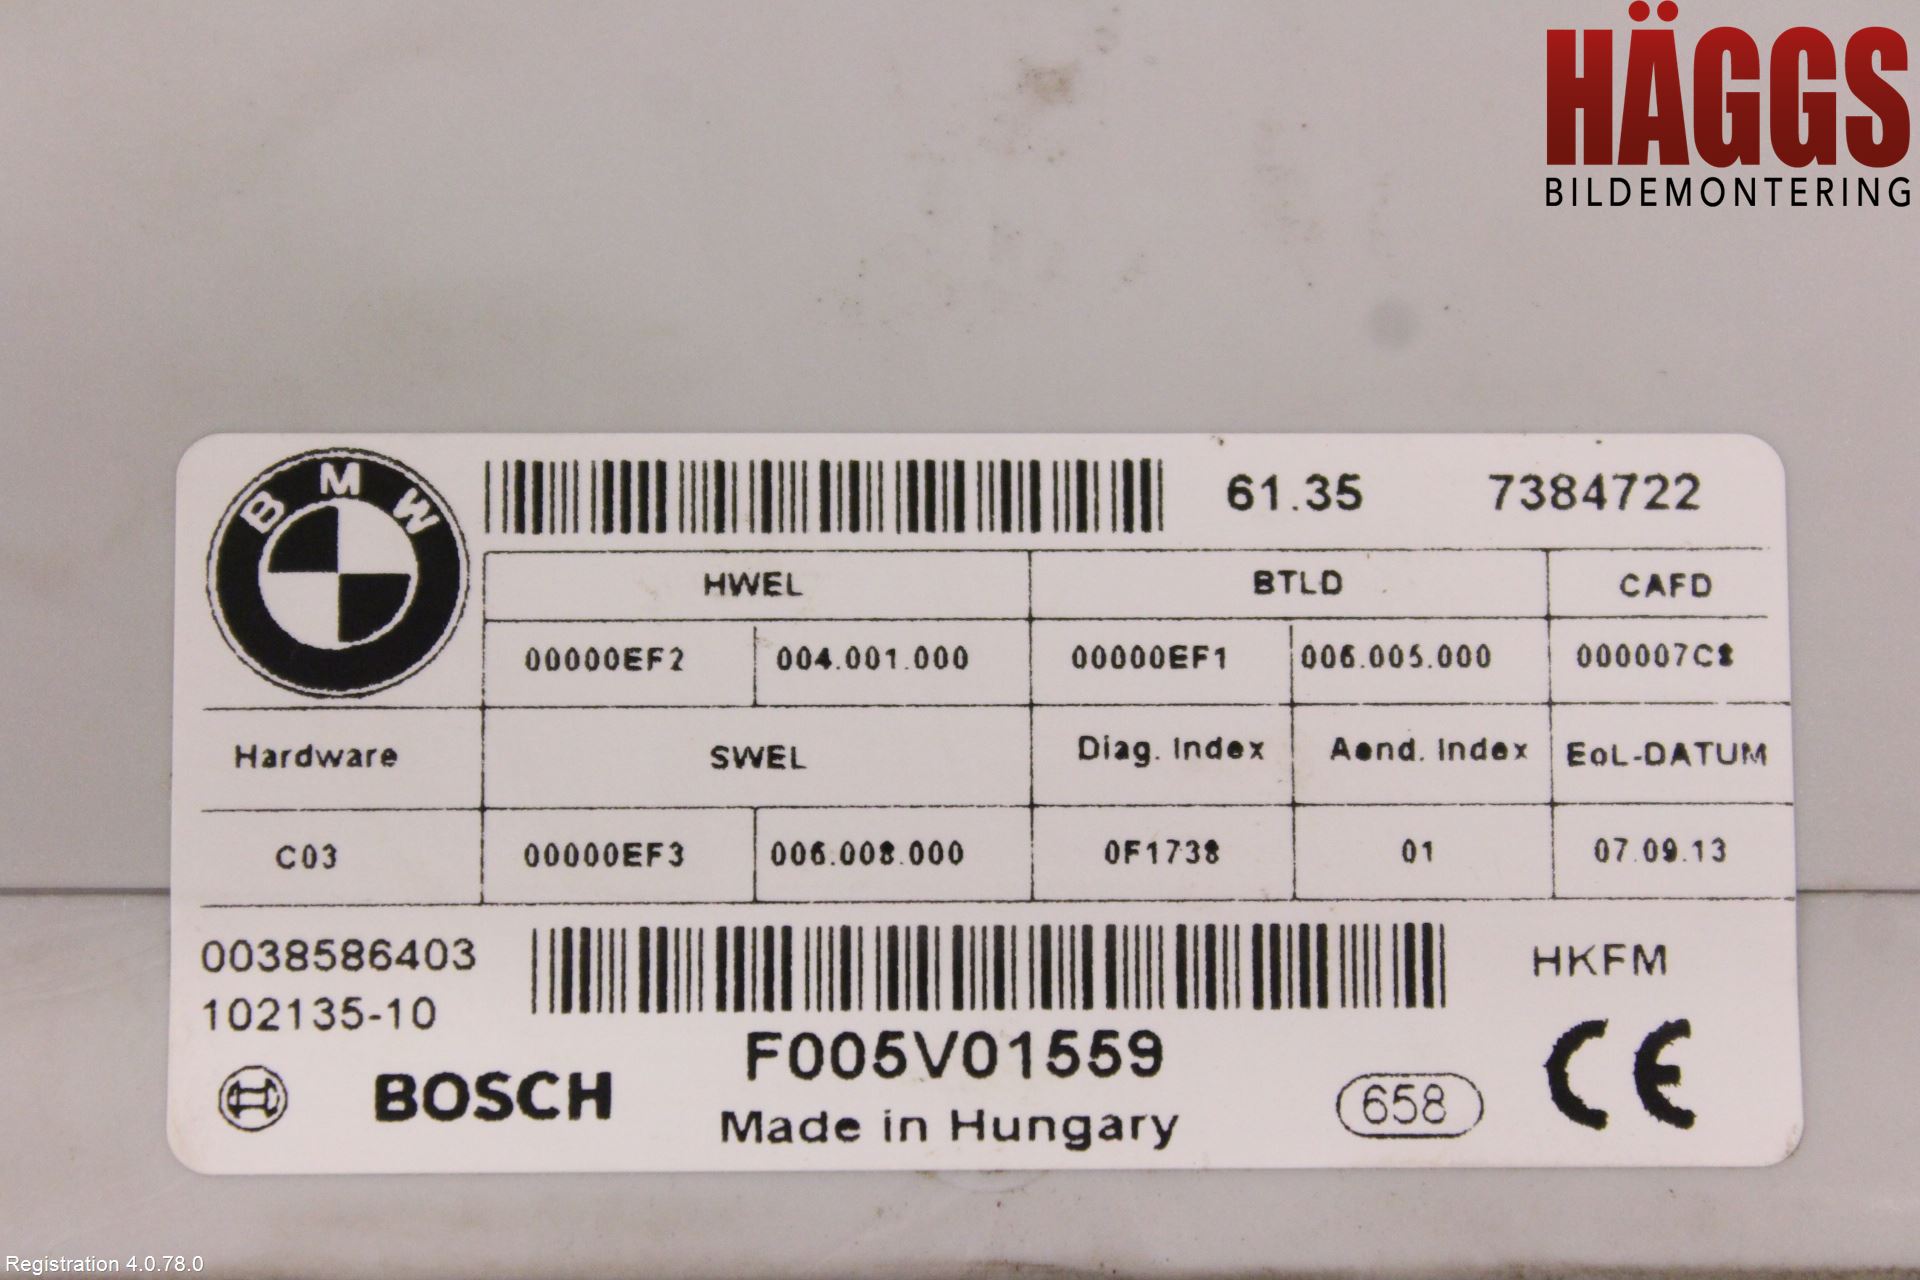 HÄGGS
BILDEMONTERING
BMW
61.35 7384722
HWEL BTLD CAFD
00000EF2 004.001.000 00000EF1 006.005.000 000007C8
Hardware SWEL Diag. Index Aend. Index EoL-DATUM
C03 00000EF3 006.008.000 0F1738 01 07.09.13
0038586403 HKFM
102135-10
F005V01559
BOSCH Made in Hungary 658 CE
Registration 4.0.78.0